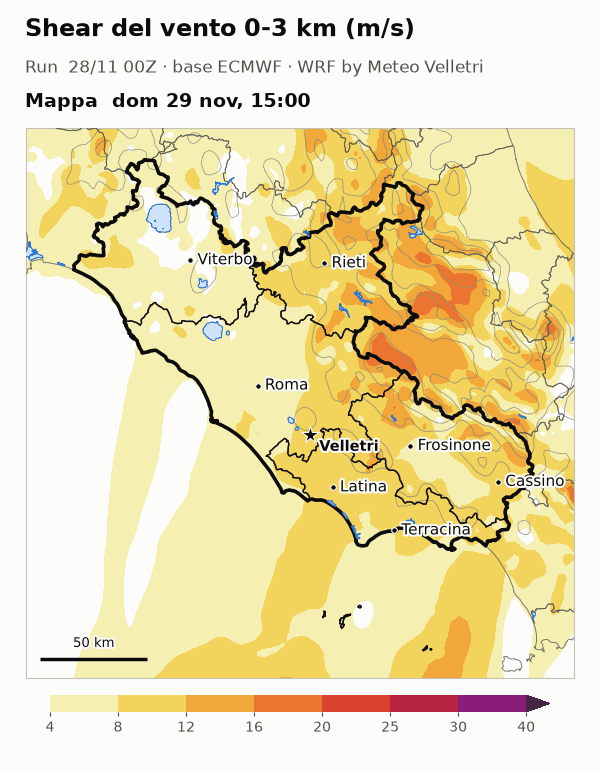 Shear del vento 0-3 km (m/s)
Run  28/11 00Z · base ECMWF · WRF by Meteo Velletri
Mappa  dom 29 nov, 15:00
Viterbo
Rieti
Roma
Velletri
Frosinone
Latina
Cassino
Terracina
50 km
4 8 12 16 20 25 30 40